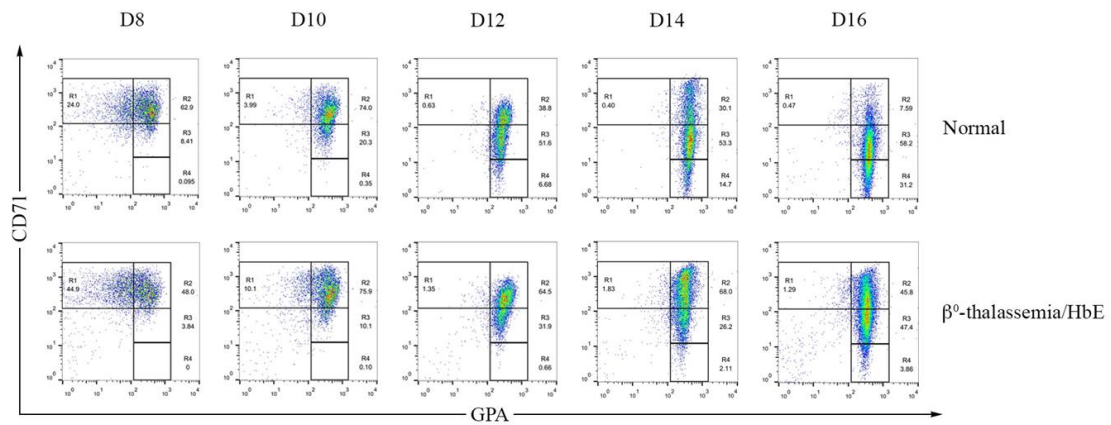 D8 D10 D12 D14 D16
CD71
R1
24.0
R2
62.9
R3
8.41
R4
0.095
R1
3.99
R2
74.0
R3
20.3
R4
0.35
R1
0.63
R2
38.8
R3
51.6
R4
6.68
R1
0.40
R2
30.1
R3
53.3
R4
14.7
R1
0.47
R2
7.59
R3
58.2
R4
31.2
Normal
R1
44.9
R2
48.0
R3
3.84
R4
0
R1
10.1
R2
75.9
R3
10.1
R4
0.10
R1
1.35
R2
64.5
R3
31.9
R4
0.66
R1
1.83
R2
68.0
R3
26.2
R4
2.11
R1
1.29
R2
45.8
R3
47.4
R4
3.86
β⁰-thalassemia/HbE
GPA